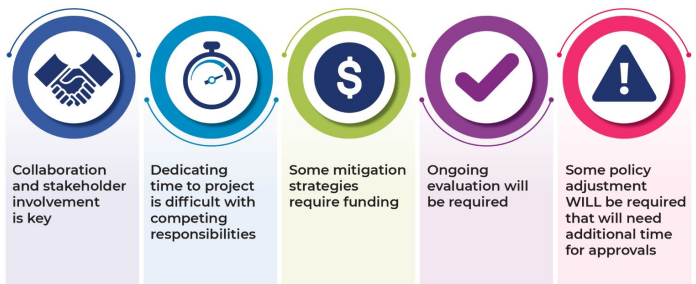 $
Collaboration
and stakeholder
involvement
is key
Dedicating
time to project
is difficult with
competing
responsibilities
Some mitigation
strategies
require funding
Ongoing
evaluation will
be required
Some policy
adjustment
WILL be required
that will need
additional time
for approvals